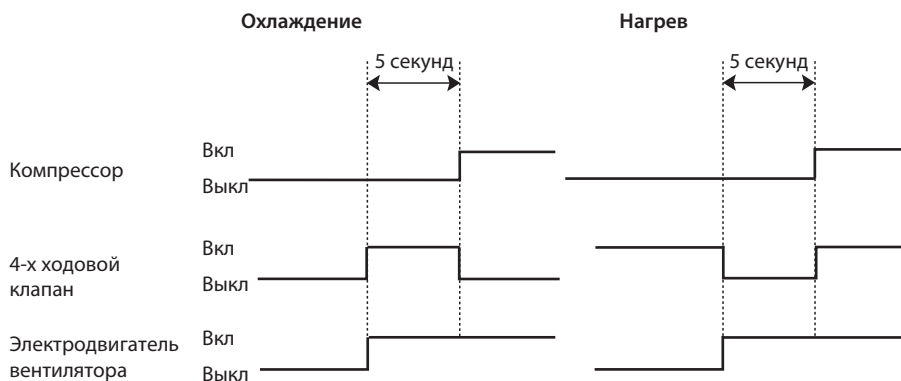 Охлаждение
Нагрев
5 секунд
5 секунд
Компрессор
Вкл
Выкл
4-х ходовой
клапан
Вкл
Выкл
Электродвигатель
вентилятора
Вкл
Выкл